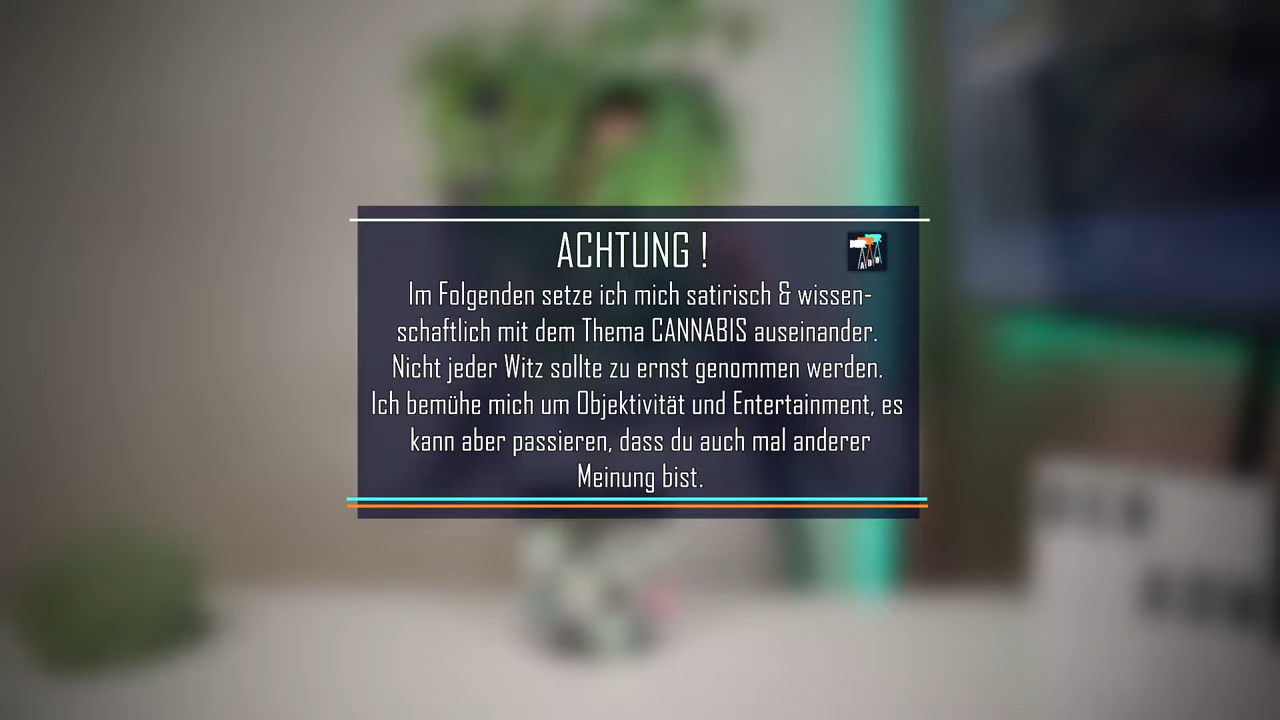 ACHTUNG !
Im Folgenden setze ich mich satirisch & wissen-
schaftlich mit dem Thema CANNABIS auseinander.
Nicht jeder Witz sollte zu ernst genommen werden.
Ich bemühe mich um Objektivität und Entertainment, es
kann aber passieren, dass du auch mal anderer
Meinung bist.